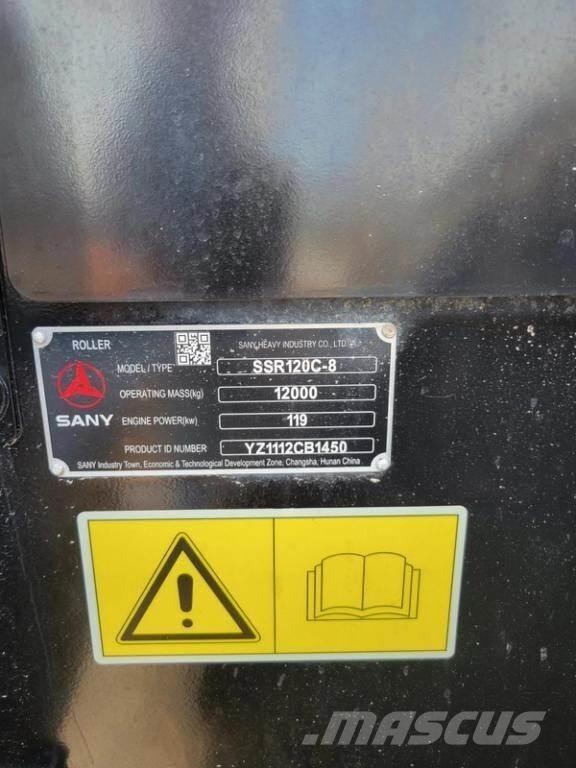 ROLLER
SANY HEAVY INDUSTRY CO., LTD
MODEL / TYPE SSR120C-8
OPERATING MASS(kg) 12000
SANY
ENGINE POWER(kw) 119
PRODUCT ID NUMBER YZ1112CB1450
SANY Industry Town, Economic & Technological Development Zone, Changsha, Hunan China
MASCUS